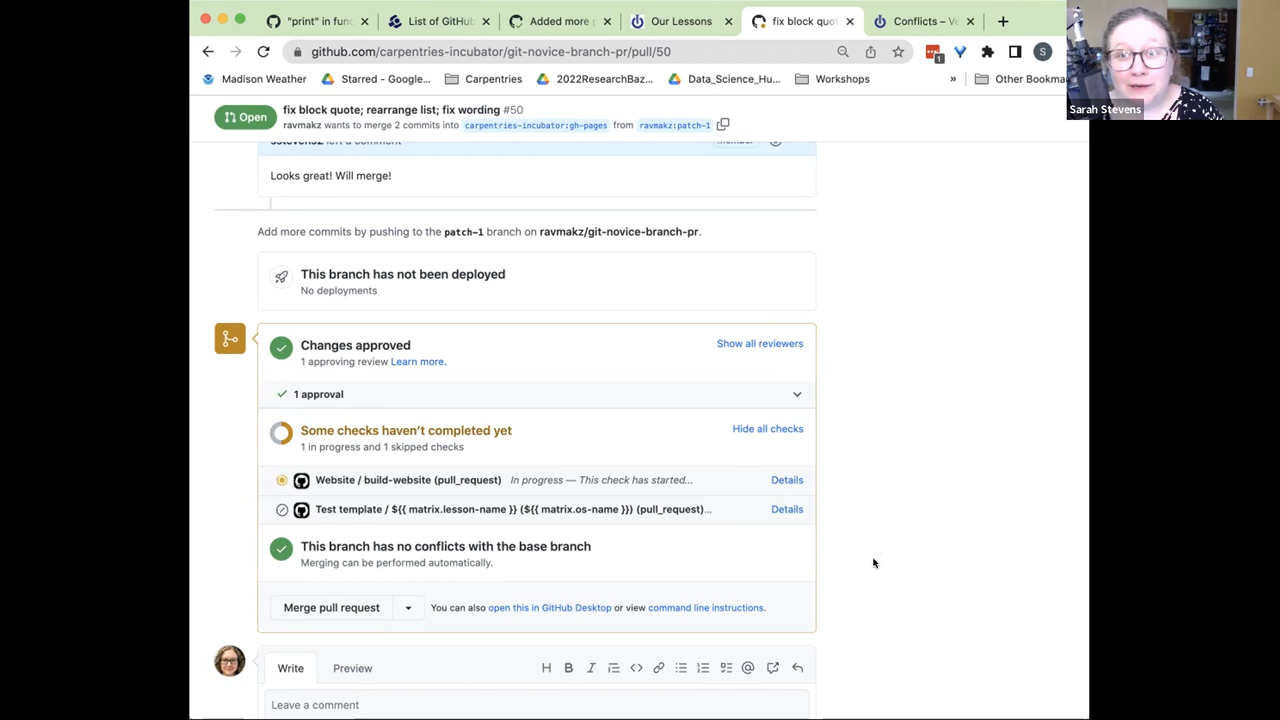 "print" in func
List of GitHub
Added more p
Our Lessons
fix block quot
Conflicts – Ve
github.com/carpentries-incubator/git-novice-branch-pr/pull/50
1
S
Madison Weather
Starred - Google...
Carpentries
2022ResearchBaz...
Data_Science_Hu...
Workshops
»
Other Bookma
Sarah Stevens
Open
fix block quote; rearrange list; fix wording #50
ravmakz wants to merge 2 commits into carpentries-incubator:gh-pages from ravmakz:patch-1
sstevens2 left a comment
Member
Looks great! Will merge!
Add more commits by pushing to the patch-1 branch on ravmakz/git-novice-branch-pr.
This branch has not been deployed
No deployments
Changes approved
Show all reviewers
1 approving review Learn more.
1 approval
Some checks haven't completed yet
Hide all checks
1 in progress and 1 skipped checks
Website / build-website (pull_request) In progress — This check has started...
Details
Test template / ${{ matrix.lesson-name }} (${{ matrix.os-name }}) (pull_request)...
Details
This branch has no conflicts with the base branch
Merging can be performed automatically.
Merge pull request
You can also open this in GitHub Desktop or view command line instructions.
Write
Preview
Leave a comment